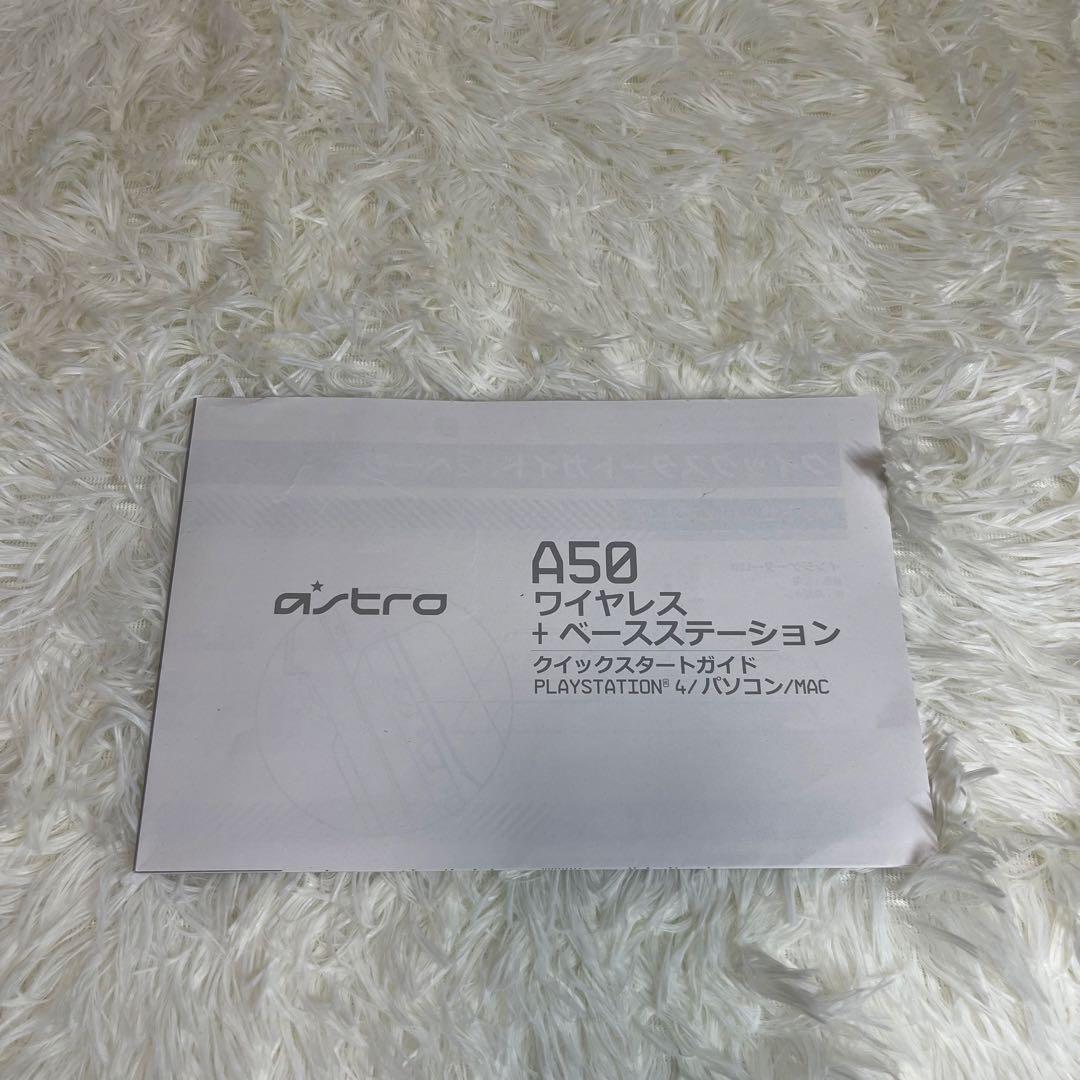 astro
A50
ワイヤレス
+ ベースステーション
クイックスタートガイド
PLAYSTATION® 4/パソコン/MAC